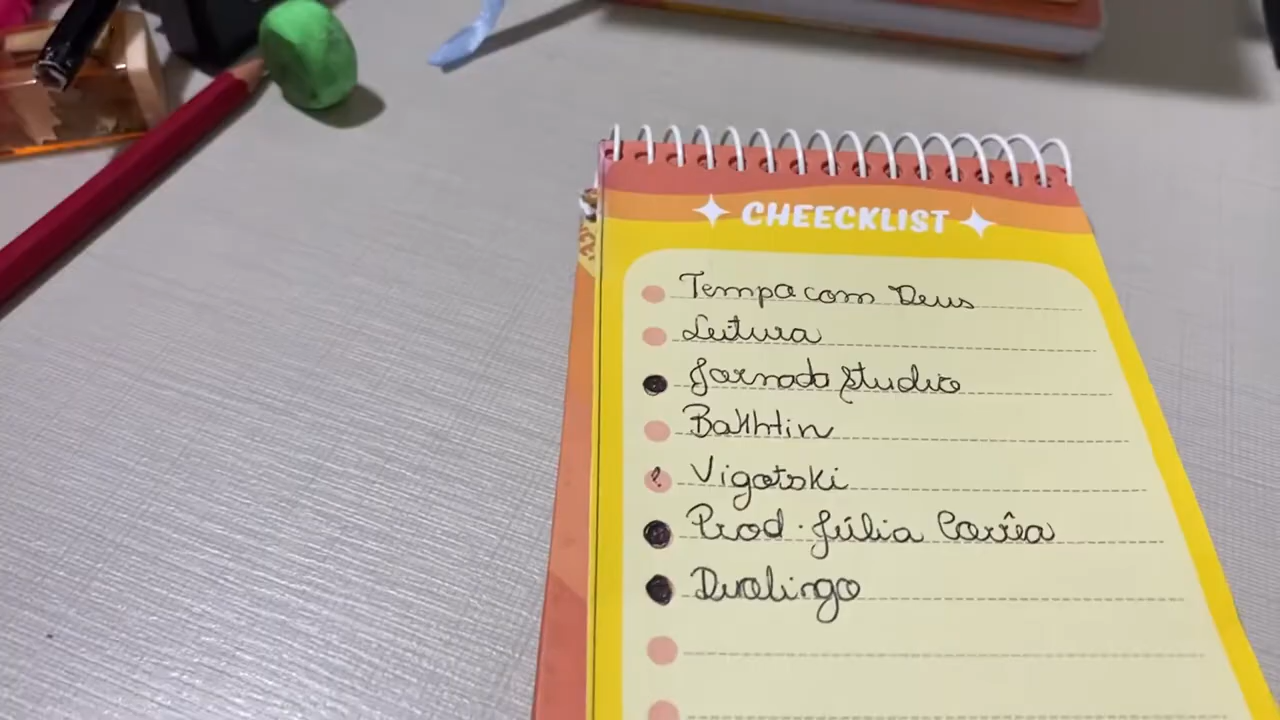 CHEECKLIST
Tempo com Deus
Leitura
Jornada Studio
Bakhtin
Vigotski
Prod. Júlia Corrêa
Duolingo